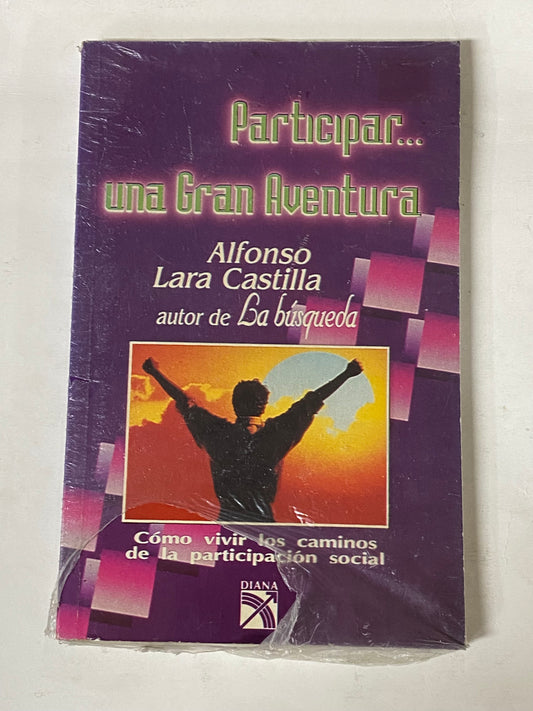 Participar...
una Gran Aventura
Alfonso
Lara Castilla
autor de La búsqueda
Cómo vivir los caminos
de la participación social
DIANA